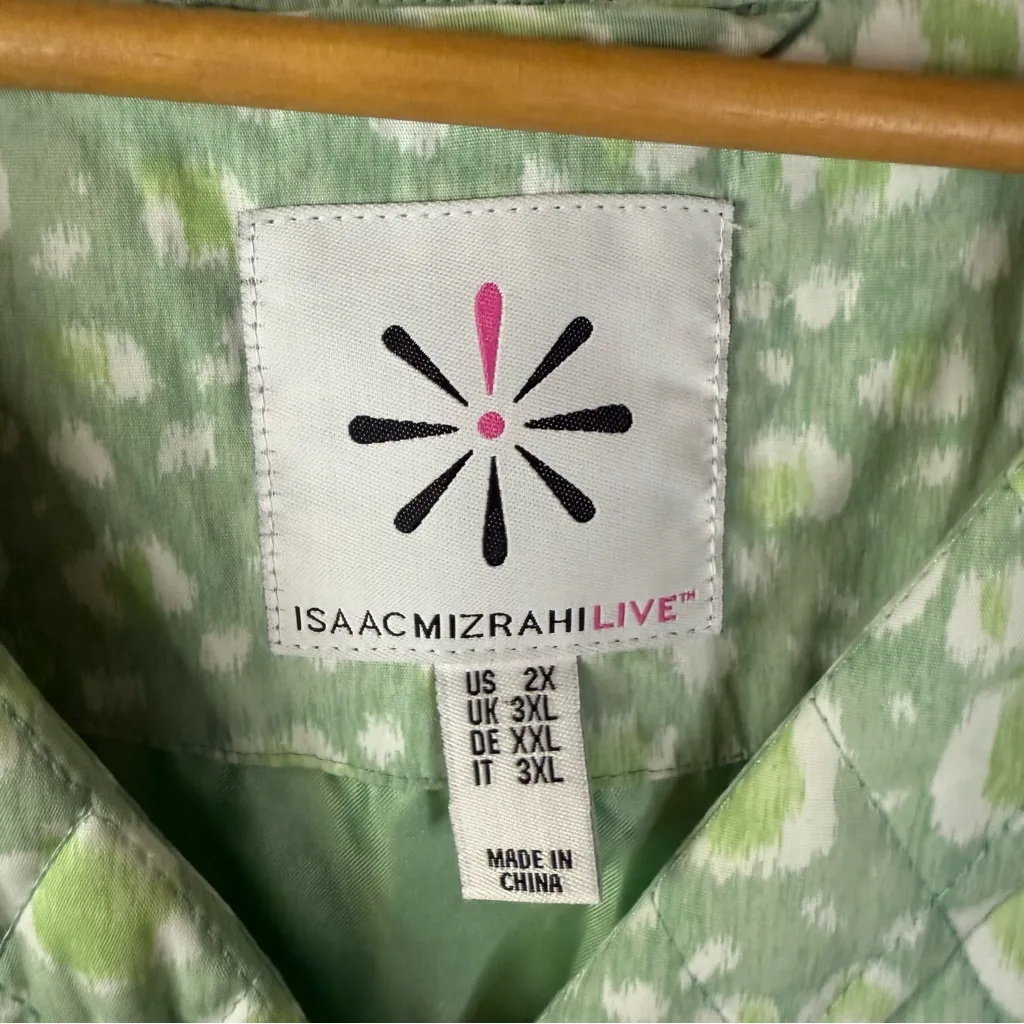 ISAACMIZRAHILIVE™
US 2X
UK 3XL
DE XXL
IT 3XL
MADE IN
CHINA